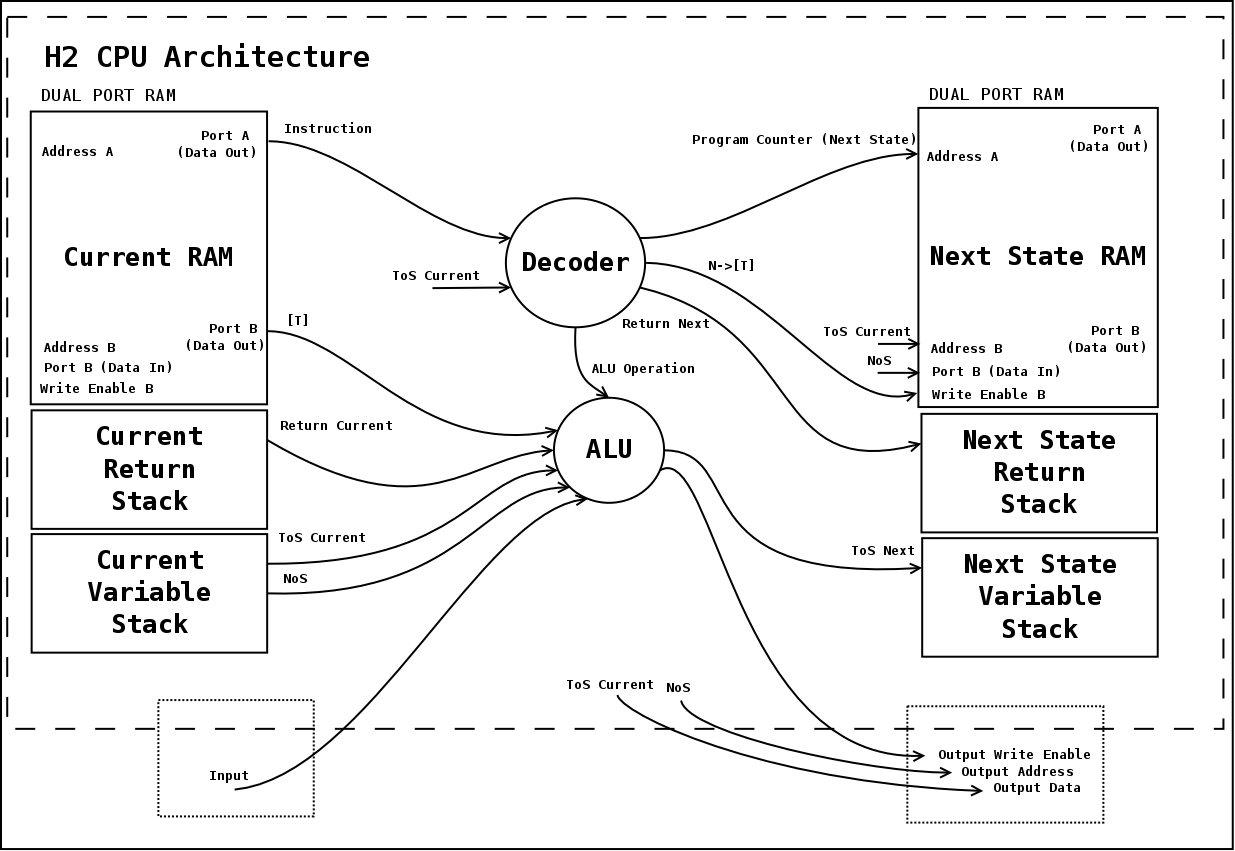 H2 CPU Architecture
DUAL PORT RAM
Port A
(Data Out)
Address A
Current RAM
Port B
(Data Out)
Address B
Port B (Data In)
Write Enable B
Current
Return
Stack
Current
Variable
Stack
Instruction
[T]
Return Current
ToS Current
NoS
Input
ToS Current
Decoder
ALU Operation
ALU
Program Counter (Next State)
N->[T]
Return Next
ToS Current
NoS
ToS Next
ToS Current
NoS
DUAL PORT RAM
Port A
(Data Out)
Address A
Next State RAM
Port B
(Data Out)
Address B
Port B (Data In)
Write Enable B
Next State
Return
Stack
Next State
Variable
Stack
Output Write Enable
Output Address
Output Data